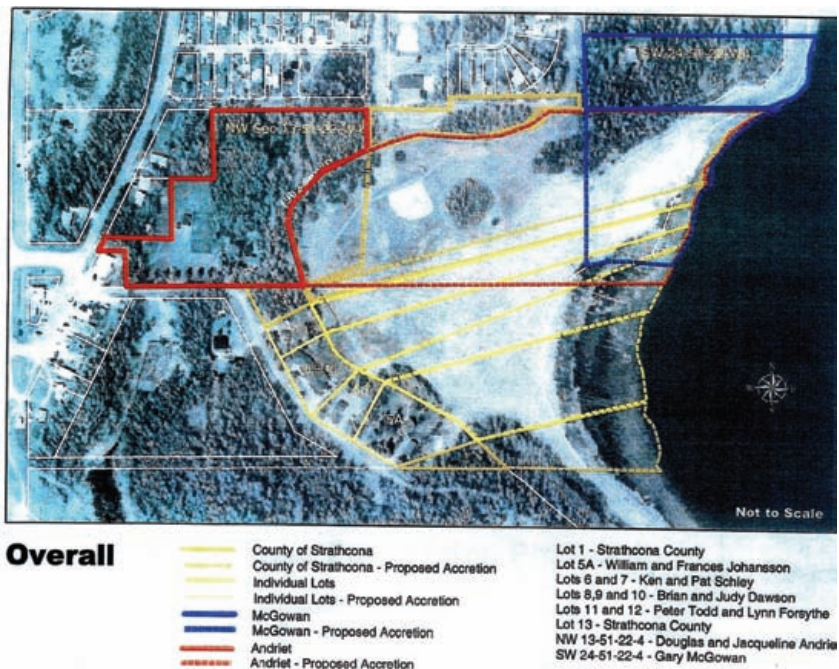 Not to Scale
Overall
County of Strathcona
County of Strathcona - Proposed Accretion
Individual Lots
Individual Lots - Proposed Accretion
McGowan
McGowan - Proposed Accretion
Andriet
Andriet - Proposed Accretion
Lot 1 - Strathcona County
Lot 5A - William and Frances Johansson
Lots 6 and 7 - Ken and Pat Schley
Lots 8,9 and 10 - Brian and Judy Dawson
Lots 11 and 12 - Peter Todd and Lynn Forsythe
Lot 13 - Strathcona County
NW 13-51-22-4 - Douglas and Jacqueline Andrie
SW 24-51-22-4 - Gary McGowan